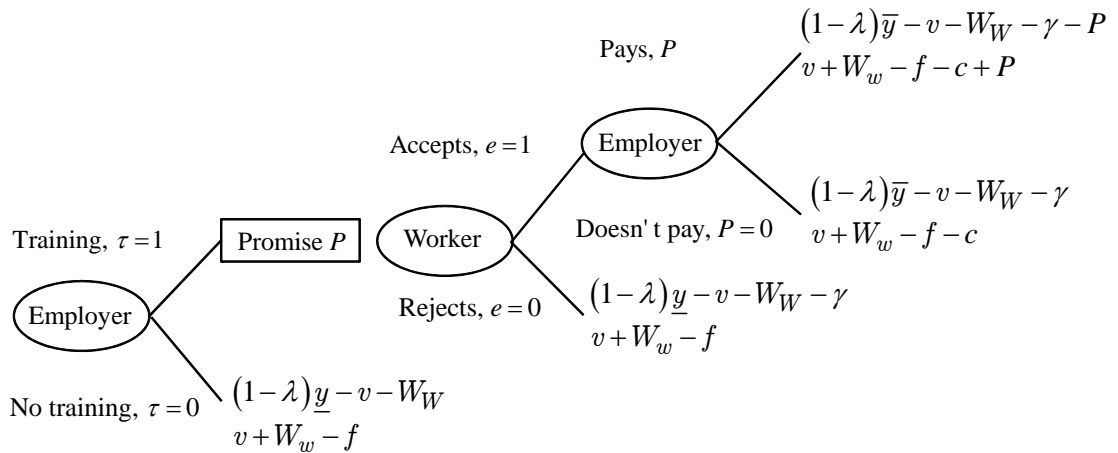 (1−λ)ȳ − v − W_W − γ − P
Pays, P
v + W_w − f − c + P
Accepts, e = 1
Employer
(1−λ)ȳ − v − W_W − γ
v + W_w − f − c
Doesn' t pay, P = 0
Training, τ = 1
Promise P
Worker
Rejects, e = 0
(1−λ)y̲ − v − W_W − γ
v + W_w − f
Employer
No training, τ = 0
(1−λ)y̲ − v − W_W
v + W_w − f